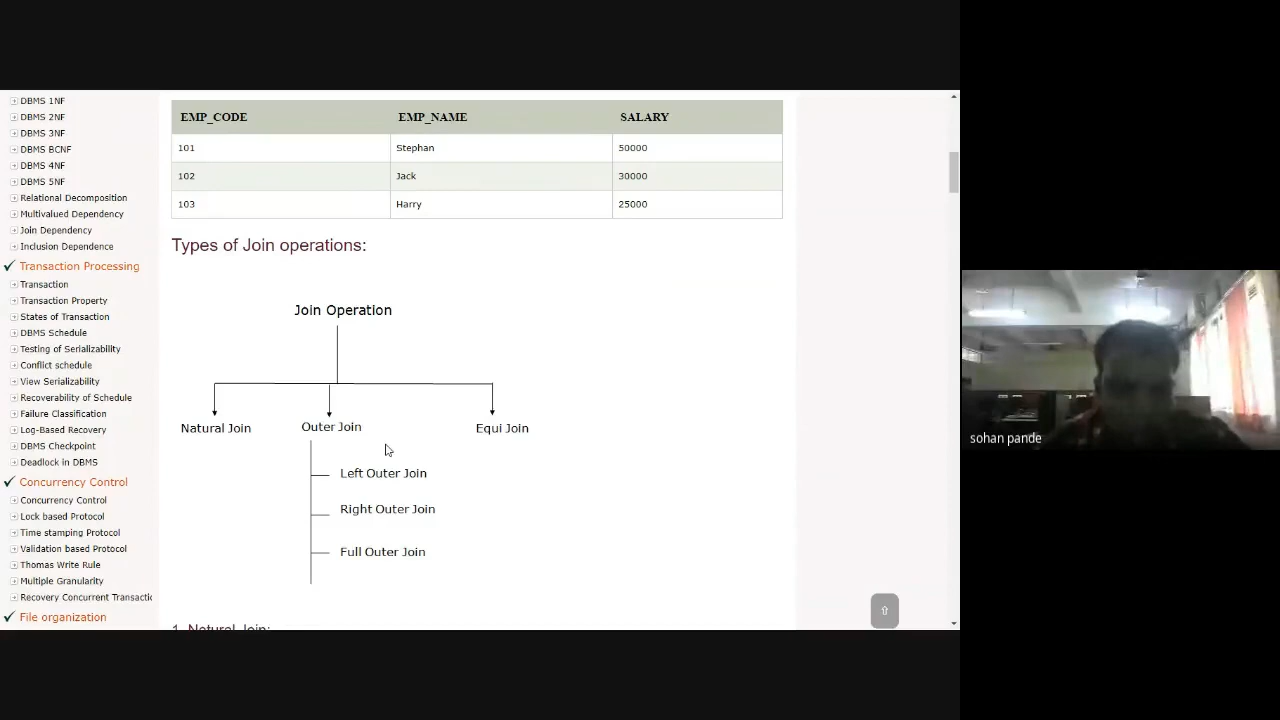 DBMS 1NF
DBMS 2NF
DBMS 3NF
DBMS BCNF
DBMS 4NF
DBMS 5NF
Relational Decomposition
Multivalued Dependency
Join Dependency
Inclusion Dependence
Transaction Processing
Transaction
Transaction Property
States of Transaction
DBMS Schedule
Testing of Serializability
Conflict schedule
View Serializability
Recoverability of Schedule
Failure Classification
Log-Based Recovery
DBMS Checkpoint
Deadlock in DBMS
Concurrency Control
Concurrency Control
Lock based Protocol
Time stamping Protocol
Validation based Protocol
Thomas Write Rule
Multiple Granularity
Recovery Concurrent Transactic
File organization
EMP_CODE EMP_NAME SALARY
101 Stephan 50000
102 Jack 30000
103 Harry 25000
Types of Join operations:
Join Operation
Natural Join Outer Join Equi Join
Left Outer Join
Right Outer Join
Full Outer Join
1. Natural Join:
sohan pande